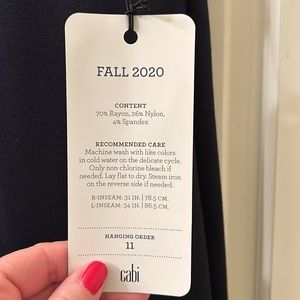 FALL 2020
CONTENT
70% Rayon, 26% Nylon,
4% Spandex
RECOMMENDED CARE
Machine wash with like colors
in cold water on the delicate cycle.
Only non-chlorine bleach if
needed. Lay flat to dry. Steam iron
on the reverse side if needed.
R-INSEAM: 31 IN. | 78.5 CM.
L-INSEAM: 34 IN. | 86.5 CM.
HANGING ORDER
11
cabi